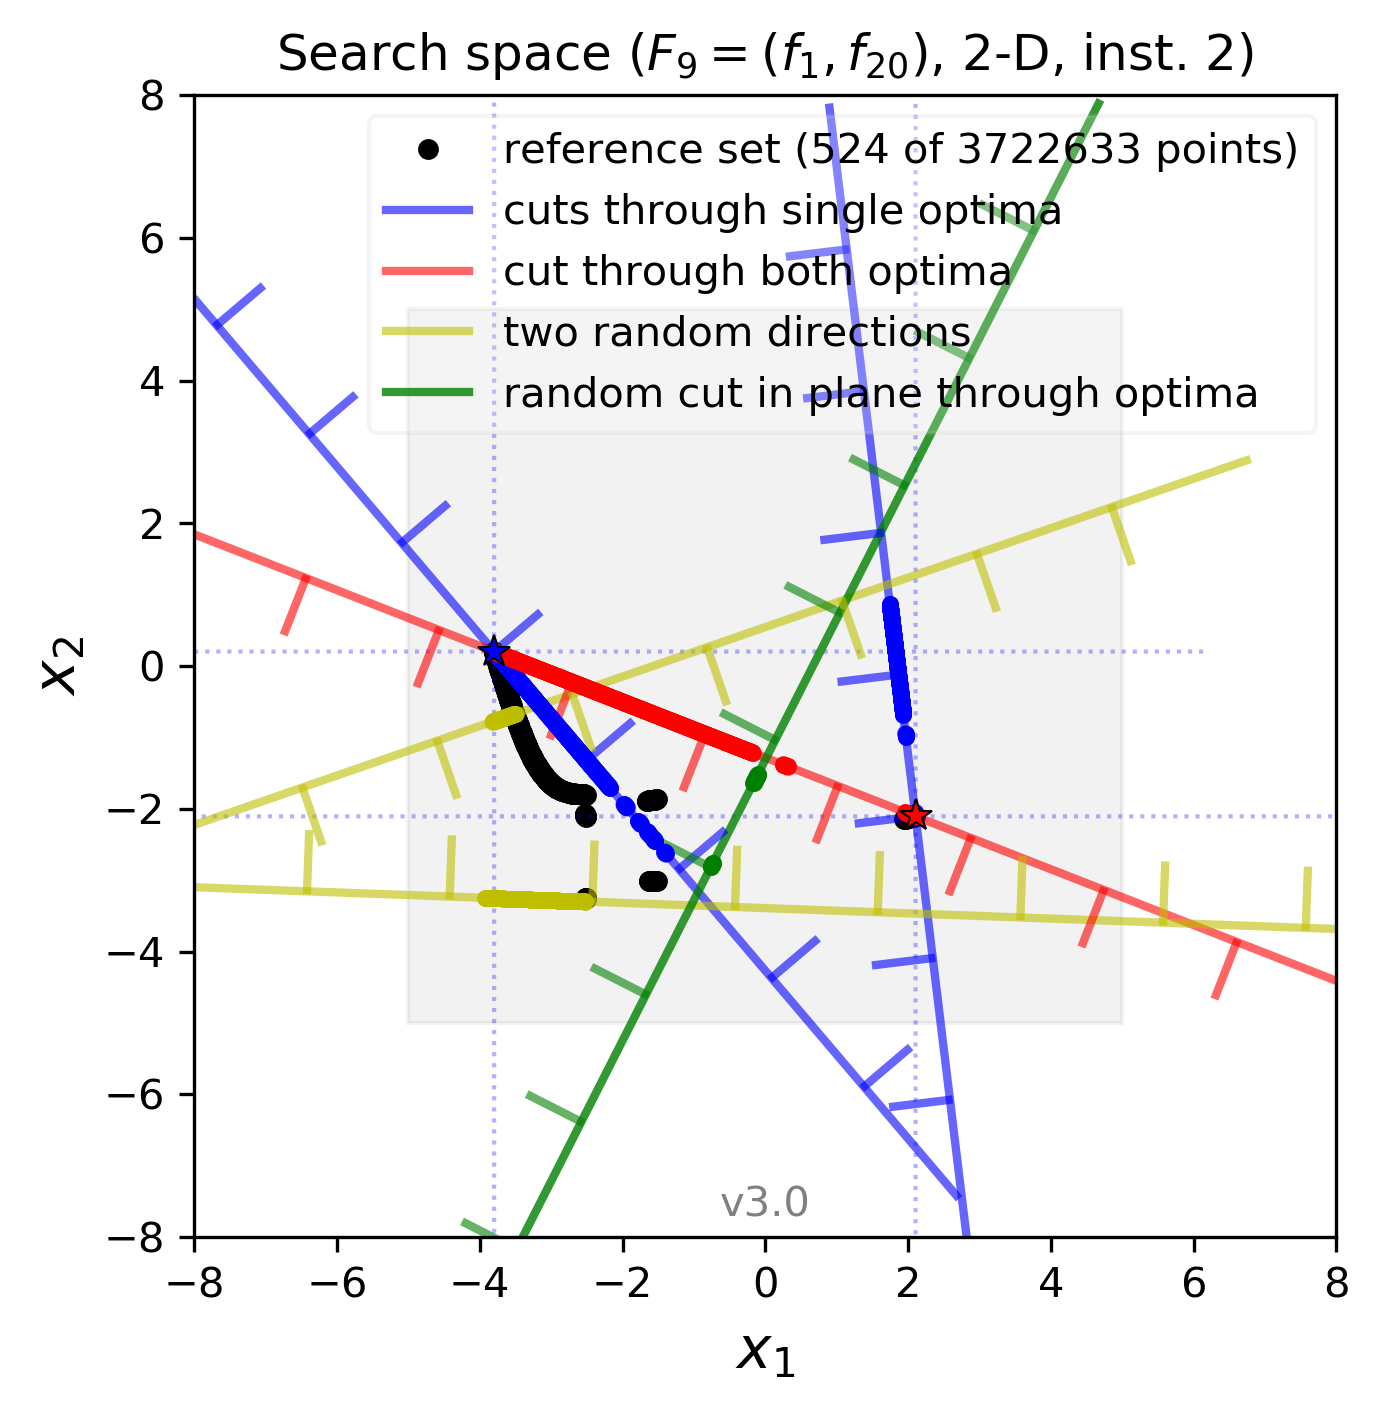 Search space (F₉ = (f₁, f₂₀), 2-D, inst. 2)
reference set (524 of 3722633 points)
cuts through single optima
cut through both optima
two random directions
random cut in plane through optima
8
6
4
2
0
−2
−4
−6
−8
x₂
v3.0
−8 −6 −4 −2 0 2 4 6 8
x₁